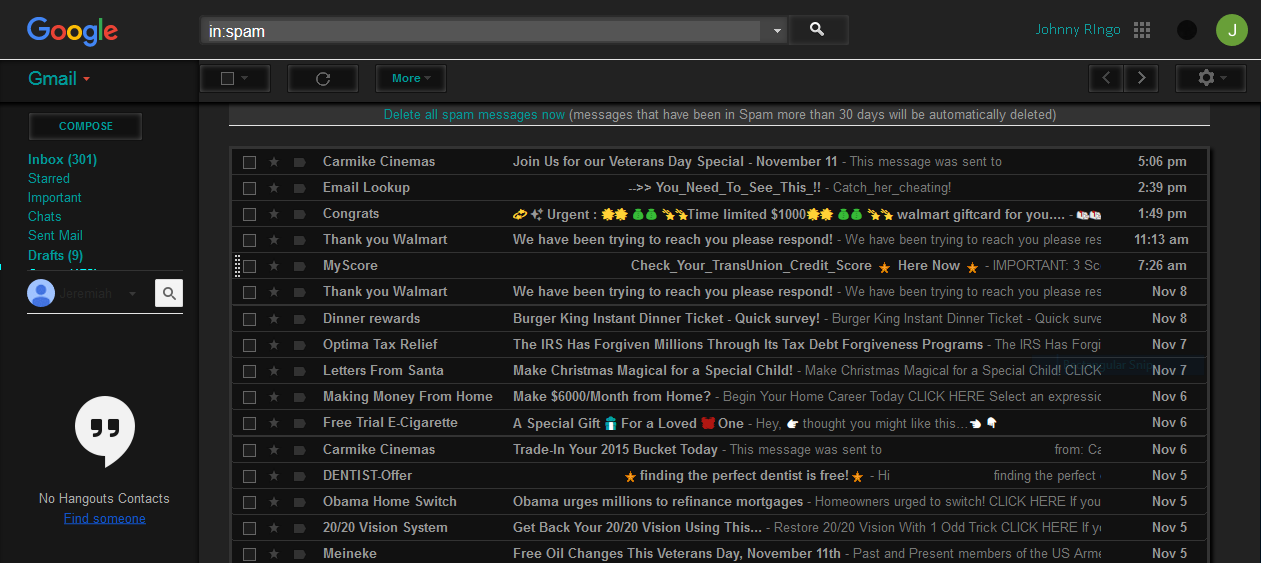 Google
in:spam
Johnny RIngo
J
Gmail
More
COMPOSE
Delete all spam messages now (messages that have been in Spam more than 30 days will be automatically deleted)
Inbox (301)
Starred
Important
Chats
Sent Mail
Drafts (9)
Jeremiah
No Hangouts Contacts
Find someone
Carmike Cinemas Join Us for our Veterans Day Special - November 11 - This message was sent to 5:06 pm
Email Lookup -->> You_Need_To_See_This_!! - Catch_her_cheating! 2:39 pm
Congrats Urgent : Time limited $1000 walmart giftcard for you.... - 1:49 pm
Thank you Walmart We have been trying to reach you please respond! - We have been trying to reach you please res 11:13 am
MyScore Check_Your_TransUnion_Credit_Score ★ Here Now ★ - IMPORTANT: 3 Sc 7:26 am
Thank you Walmart We have been trying to reach you please respond! - We have been trying to reach you please res Nov 8
Dinner rewards Burger King Instant Dinner Ticket - Quick survey! - Burger King Instant Dinner Ticket - Quick surve Nov 8
Optima Tax Relief The IRS Has Forgiven Millions Through Its Tax Debt Forgiveness Programs - The IRS Has Forgi Nov 7
Letters From Santa Make Christmas Magical for a Special Child! - Make Christmas Magical for a Special Child! CLICK Nov 7
Making Money From Home Make $6000/Month from Home? - Begin Your Home Career Today CLICK HERE Select an expressic Nov 6
Free Trial E-Cigarette A Special Gift For a Loved One - Hey, thought you might like this... Nov 6
Carmike Cinemas Trade-In Your 2015 Bucket Today - This message was sent to from: Ca Nov 6
DENTIST-Offer ★ finding the perfect dentist is free! ★ - Hi finding the perfect Nov 5
Obama Home Switch Obama urges millions to refinance mortgages - Homeowners urged to switch! CLICK HERE If you Nov 5
20/20 Vision System Get Back Your 20/20 Vision Using This... - Restore 20/20 Vision With 1 Odd Trick CLICK HERE If yo Nov 5
Meineke Free Oil Changes This Veterans Day, November 11th - Past and Present members of the US Arme Nov 5